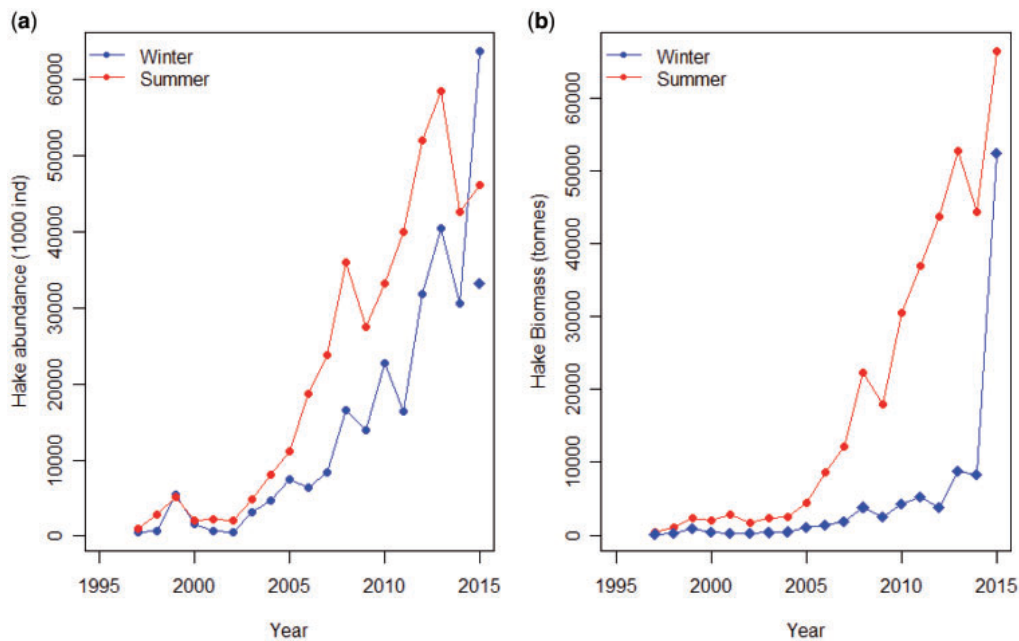 (a)
Winter
Summer
Hake abundance (1000 ind)
60000
50000
40000
30000
20000
10000
0
1995 2000 2005 2010 2015
Year
(b)
Winter
Summer
Hake Biomass (tonnes)
60000
50000
40000
30000
20000
10000
0
1995 2000 2005 2010 2015
Year